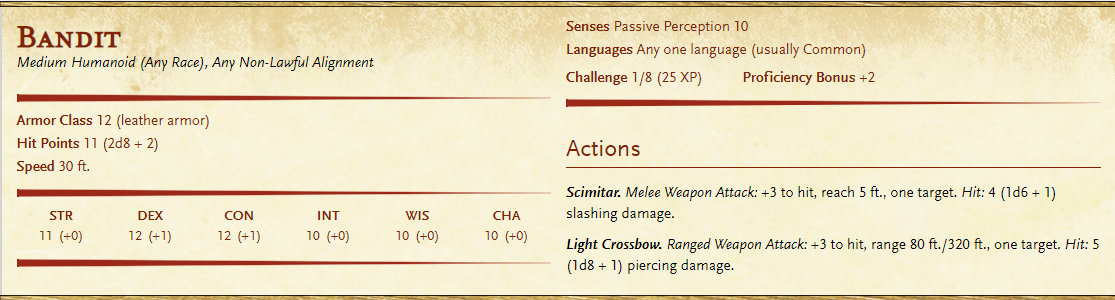 BANDIT
Medium Humanoid (Any Race), Any Non-Lawful Alignment
Armor Class 12 (leather armor)
Hit Points 11 (2d8 + 2)
Speed 30 ft.
STR DEX CON INT WIS CHA
11 (+0) 12 (+1) 12 (+1) 10 (+0) 10 (+0) 10 (+0)
Senses Passive Perception 10
Languages Any one language (usually Common)
Challenge 1/8 (25 XP) Proficiency Bonus +2
Actions
Scimitar. Melee Weapon Attack: +3 to hit, reach 5 ft., one target. Hit: 4 (1d6 + 1)
slashing damage.
Light Crossbow. Ranged Weapon Attack: +3 to hit, range 80 ft./320 ft., one target. Hit: 5
(1d8 + 1) piercing damage.